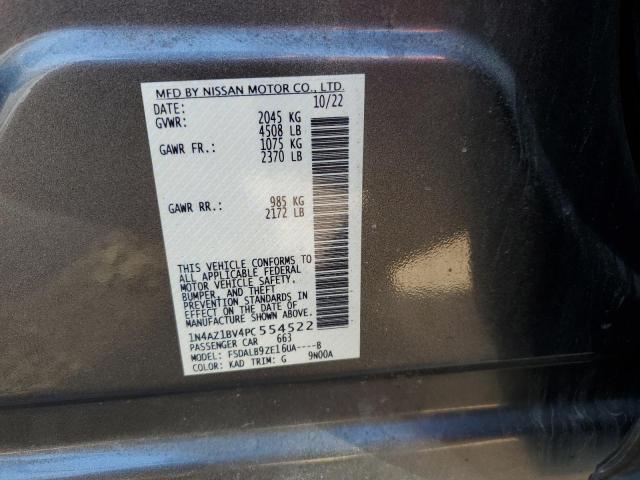 MFD BY NISSAN MOTOR CO., LTD.
DATE: 10/22
GVWR: 2045 KG
4508 LB
GAWR FR.: 1075 KG
2370 LB
GAWR RR.: 985 KG
2172 LB
THIS VEHICLE CONFORMS TO
ALL APPLICABLE FEDERAL
MOTOR VEHICLE SAFETY,
BUMPER, AND THEFT
PREVENTION STANDARDS IN
EFFECT ON THE DATE OF
MANUFACTURE SHOWN ABOVE.
1N4AZ1BV4PC554522
PASSENGER CAR 663
MODEL: FSDALB9ZE16UA----B
COLOR: KAD TRIM: G 9N00A